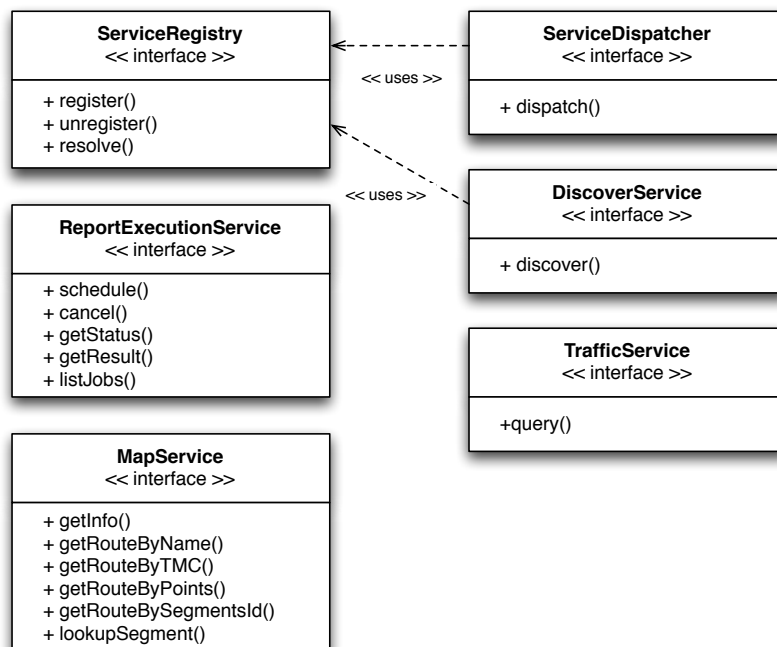 ServiceRegistry
<< interface >>
+ register()
+ unregister()
+ resolve()
<< uses >>
ServiceDispatcher
<< interface >>
+ dispatch()
<< uses >>
DiscoverService
<< interface >>
+ discover()
ReportExecutionService
<< interface >>
+ schedule()
+ cancel()
+ getStatus()
+ getResult()
+ listJobs()
TrafficService
<< interface >>
+query()
MapService
<< interface >>
+ getInfo()
+ getRouteByName()
+ getRouteByTMC()
+ getRouteByPoints()
+ getRouteBySegmentsId()
+ lookupSegment()